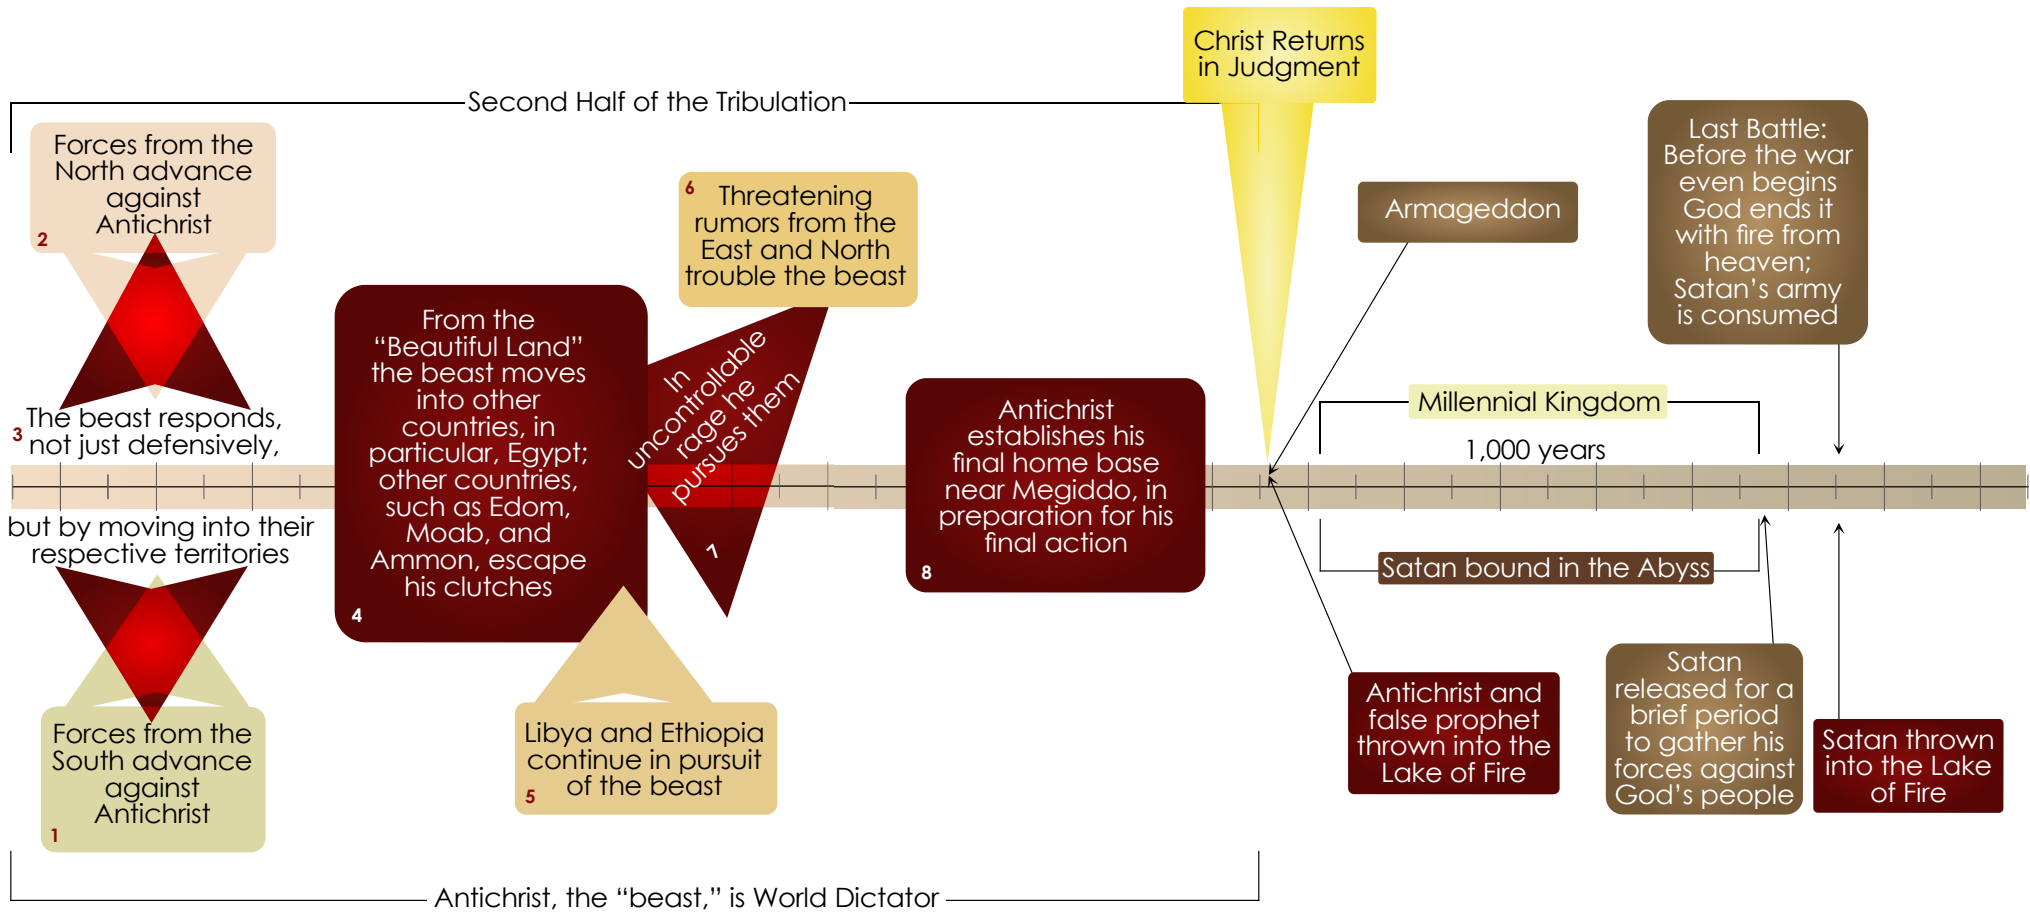 Christ Returns
in Judgment
Second Half of the Tribulation
Forces from the
North advance
against
Antichrist
2
3
The beast responds,
not just defensively,
but by moving into their
respective territories
Forces from the
South advance
against
Antichrist
1
From the
“Beautiful Land”
the beast moves
into other
countries, in
particular, Egypt;
other countries,
such as Edom,
Moab, and
Ammon, escape
his clutches
4
Libya and Ethiopia
continue in pursuit
of the beast
5
6
Threatening
rumors from the
East and North
trouble the beast
In
uncontrollable
rage he
pursues them
7
Antichrist
establishes his
final home base
near Megiddo, in
preparation for his
final action
8
Armageddon
Antichrist and
false prophet
thrown into the
Lake of Fire
Millennial Kingdom
1,000 years
Satan bound in the Abyss
Satan
released for a
brief period
to gather his
forces against
God’s people
Last Battle:
Before the war
even begins
God ends it
with fire from
heaven;
Satan’s army
is consumed
Satan thrown
into the Lake
of Fire
Antichrist, the “beast,” is World Dictator